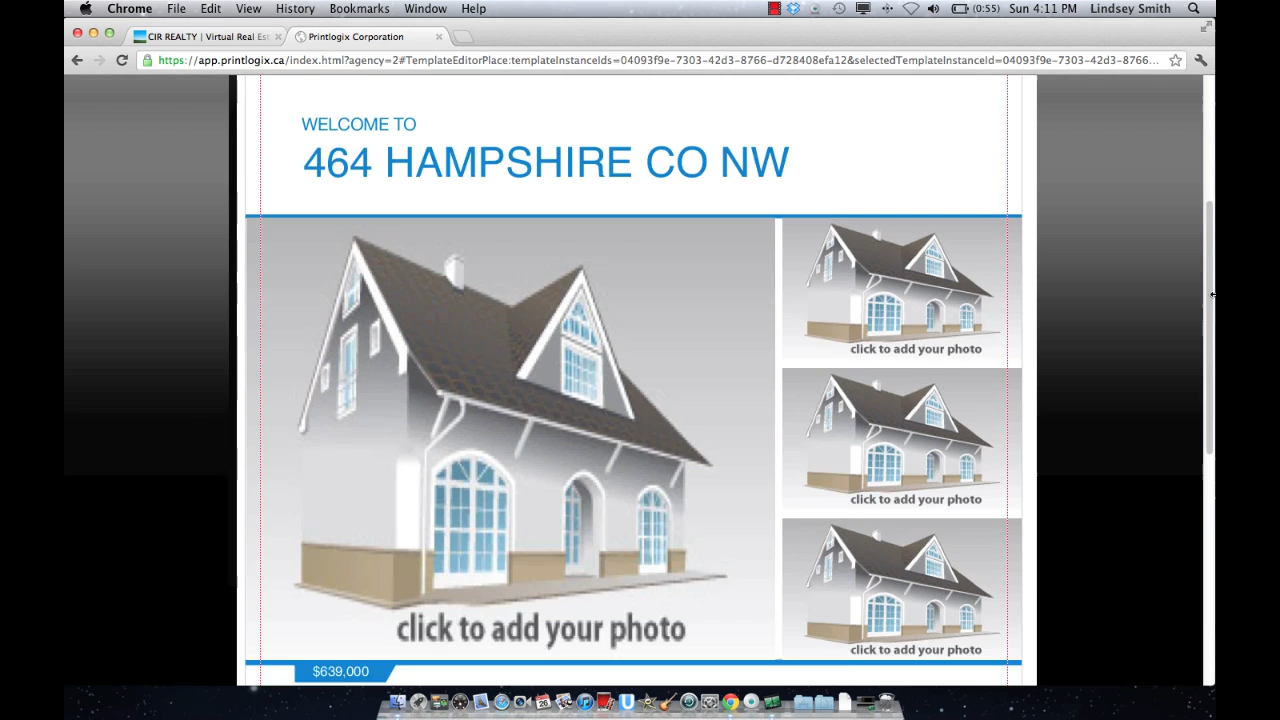 Chrome File Edit View History Bookmarks Window Help (0:55) Sun 4:11 PM Lindsey Smith
CIR REALTY | Virtual Real Est Printlogix Corporation
https://app.printlogix.ca/index.html?agency=2#TemplateEditorPlace:templateInstanceIds=04093f9e-7303-42d3-8766-d728408efa12&selectedTemplateInstanceId=04093f9e-7303-42d3-8766...
WELCOME TO
464 HAMPSHIRE CO NW
click to add your photo
click to add your photo
click to add your photo
click to add your photo
$639,000